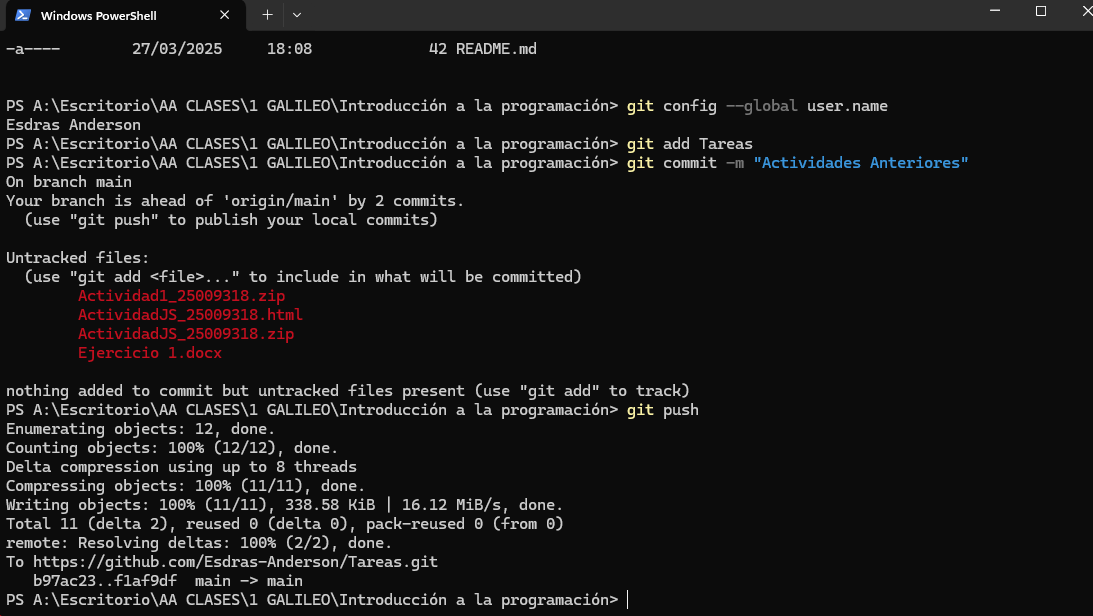 Windows PowerShell
-a---- 27/03/2025 18:08 42 README.md
PS A:\Escritorio\AA CLASES\1 GALILEO\Introducción a la programación> git config --global user.name
Esdras Anderson
PS A:\Escritorio\AA CLASES\1 GALILEO\Introducción a la programación> git add Tareas
PS A:\Escritorio\AA CLASES\1 GALILEO\Introducción a la programación> git commit -m "Actividades Anteriores"
On branch main
Your branch is ahead of 'origin/main' by 2 commits.
  (use "git push" to publish your local commits)
Untracked files:
  (use "git add <file>..." to include in what will be committed)
        Actividad1_25009318.zip
        ActividadJS_25009318.html
        ActividadJS_25009318.zip
        Ejercicio 1.docx
nothing added to commit but untracked files present (use "git add" to track)
PS A:\Escritorio\AA CLASES\1 GALILEO\Introducción a la programación> git push
Enumerating objects: 12, done.
Counting objects: 100% (12/12), done.
Delta compression using up to 8 threads
Compressing objects: 100% (11/11), done.
Writing objects: 100% (11/11), 338.58 KiB | 16.12 MiB/s, done.
Total 11 (delta 2), reused 0 (delta 0), pack-reused 0 (from 0)
remote: Resolving deltas: 100% (2/2), done.
To https://github.com/Esdras-Anderson/Tareas.git
   b97ac23..f1af9df  main -> main
PS A:\Escritorio\AA CLASES\1 GALILEO\Introducción a la programación>